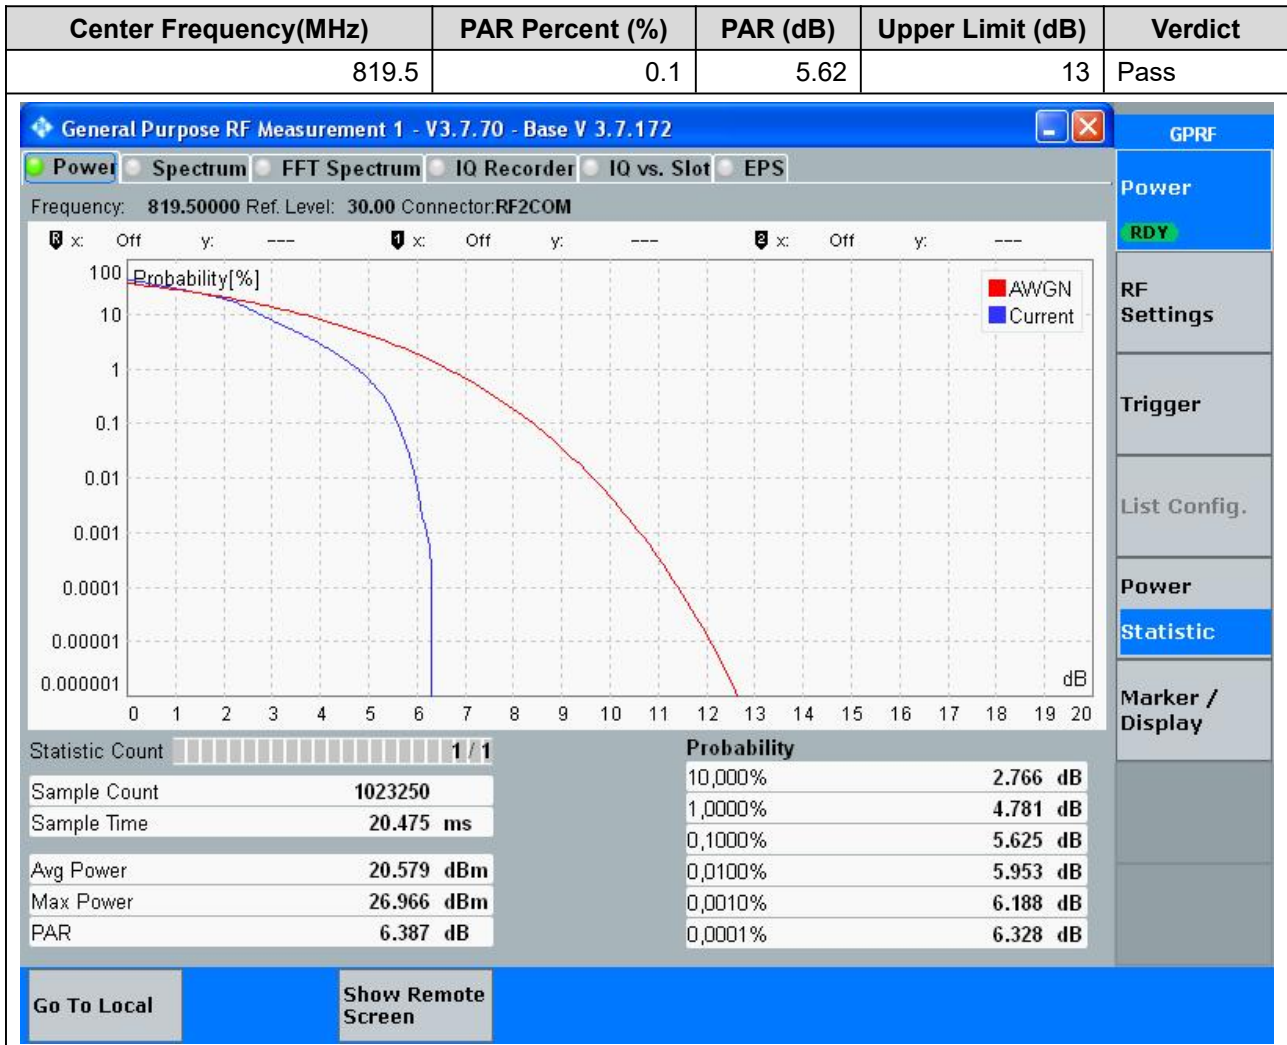 Center Frequency(MHz) PAR Percent (%) PAR (dB) Upper Limit (dB) Verdict
819.5 0.1 5.62 13 Pass
General Purpose RF Measurement 1 - V3.7.70 - Base V 3.7.172
GPRF
Power Spectrum FFT Spectrum IQ Recorder IQ vs. Slot EPS
Frequency: 819.50000 Ref. Level: 30.00 Connector:RF2COM
R x: Off y: --- 1 x: Off y: --- 2 x: Off y: ---
Probability[%]
AWGN
Current
100
10
1
0.1
0.01
0.001
0.0001
0.00001
0.000001
dB
0 1 2 3 4 5 6 7 8 9 10 11 12 13 14 15 16 17 18 19 20
Statistic Count 1 / 1
Sample Count 1023250
Sample Time 20.475 ms
Avg Power 20.579 dBm
Max Power 26.966 dBm
PAR 6.387 dB
Probability
10,000% 2.766 dB
1,0000% 4.781 dB
0,1000% 5.625 dB
0,0100% 5.953 dB
0,0010% 6.188 dB
0,0001% 6.328 dB
Power
RDY
RF
Settings
Trigger
List Config.
Power
Statistic
Marker /
Display
Go To Local
Show Remote
Screen